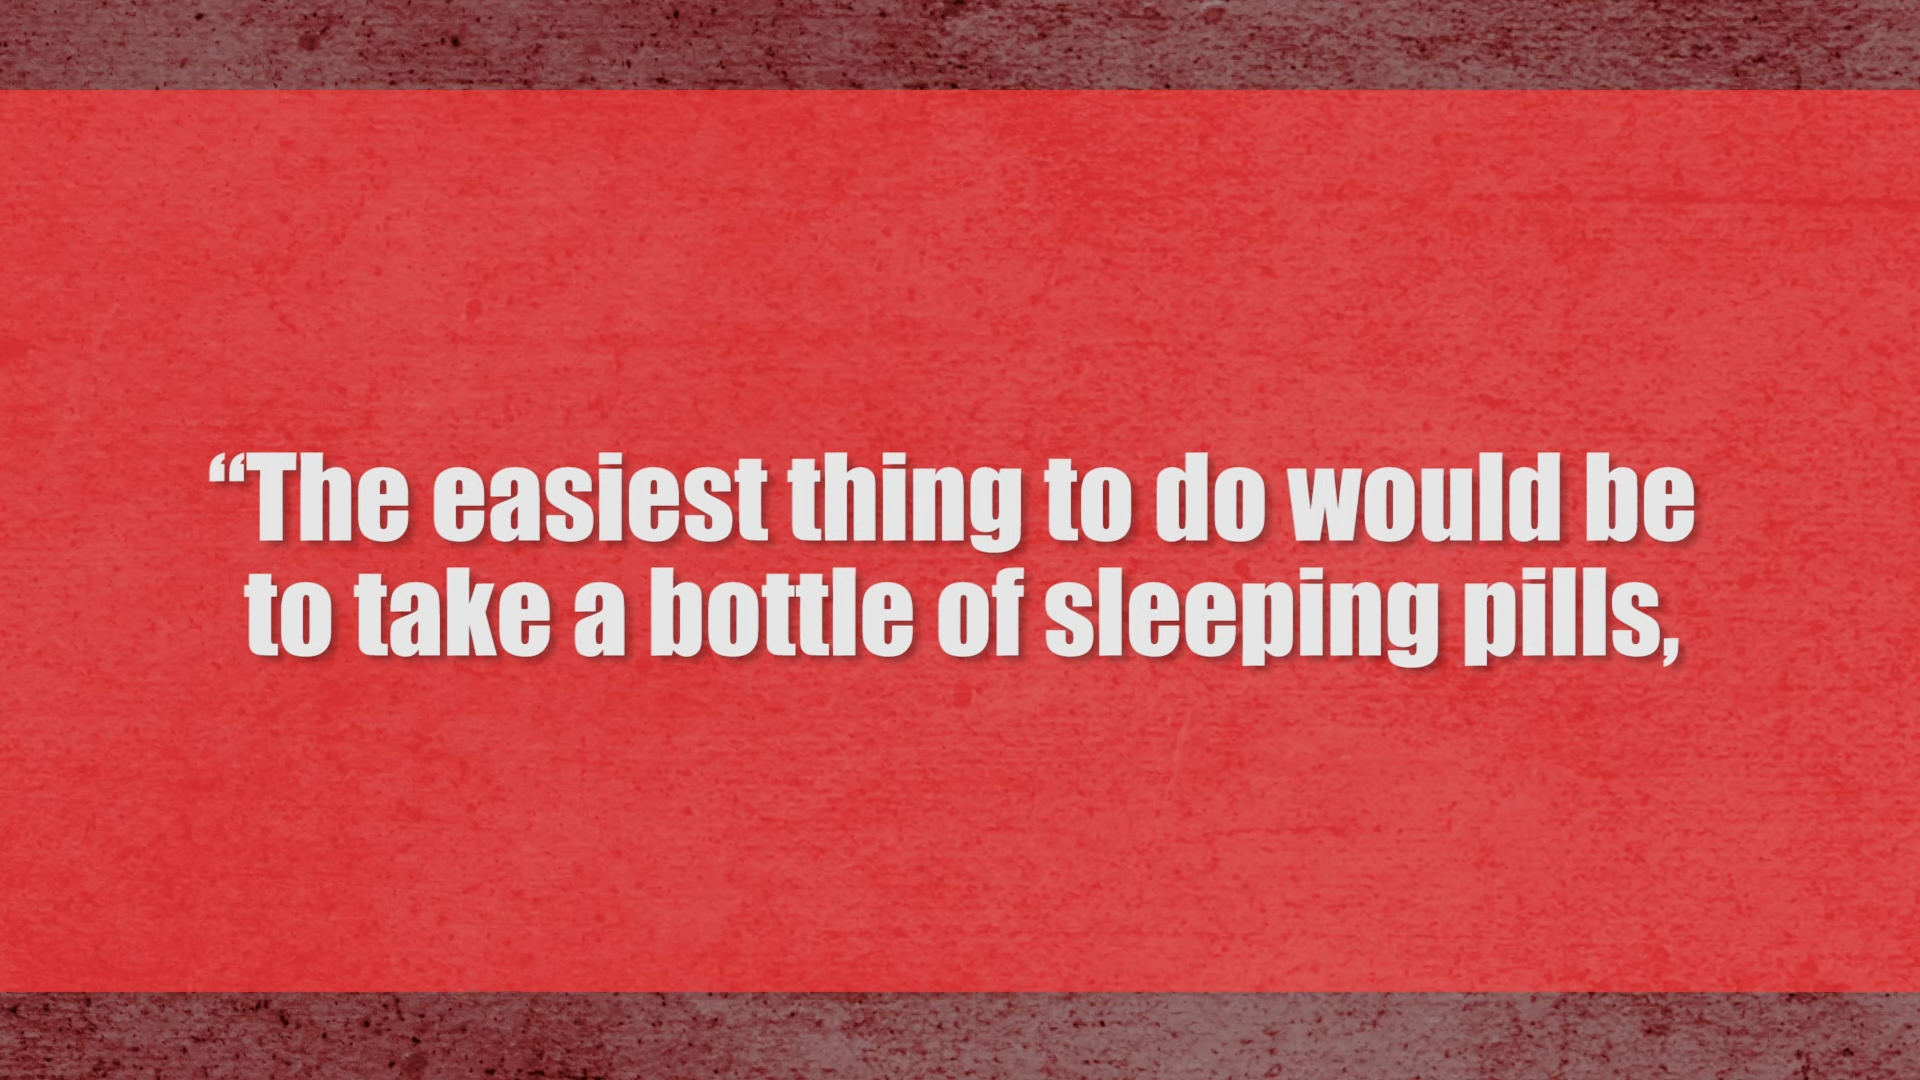 “The easiest thing to do would be
to take a bottle of sleeping pills,